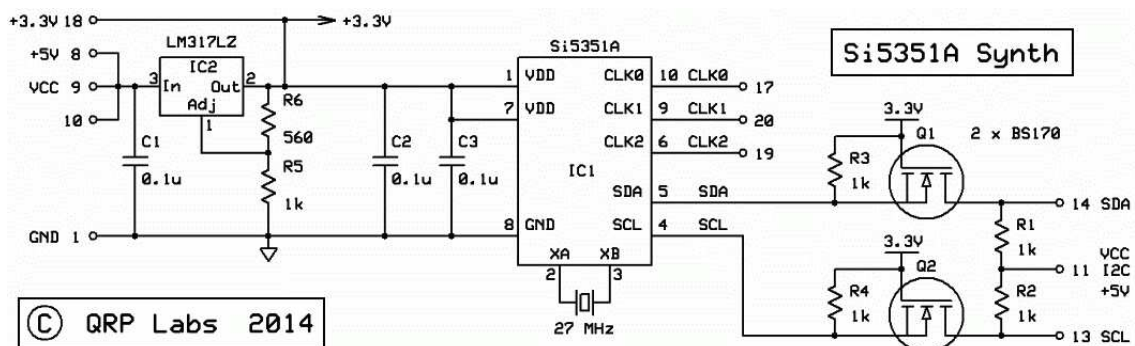 +3.3V 18
+3.3V
LM317LZ
+5V 8
VCC 9
10
3 In
IC2
Out 2
Adj
1
R6
560
R5
1k
C1
0.1u
C2
0.1u
C3
0.1u
GND 1
Si5351A
1 VDD
7 VDD
8 GND
IC1
CLK0 10 CLK0 17
CLK1 9 CLK1 20
CLK2 6 CLK2 19
SDA 5 SDA
SCL 4 SCL
XA
2
XB
3
27 MHz
Si5351A Synth
3.3V
Q1
2 x BS170
R3
1k
14 SDA
R1
1k
VCC
11 I2C
+5V
R2
1k
13 SCL
3.3V
Q2
R4
1k
© QRP Labs 2014